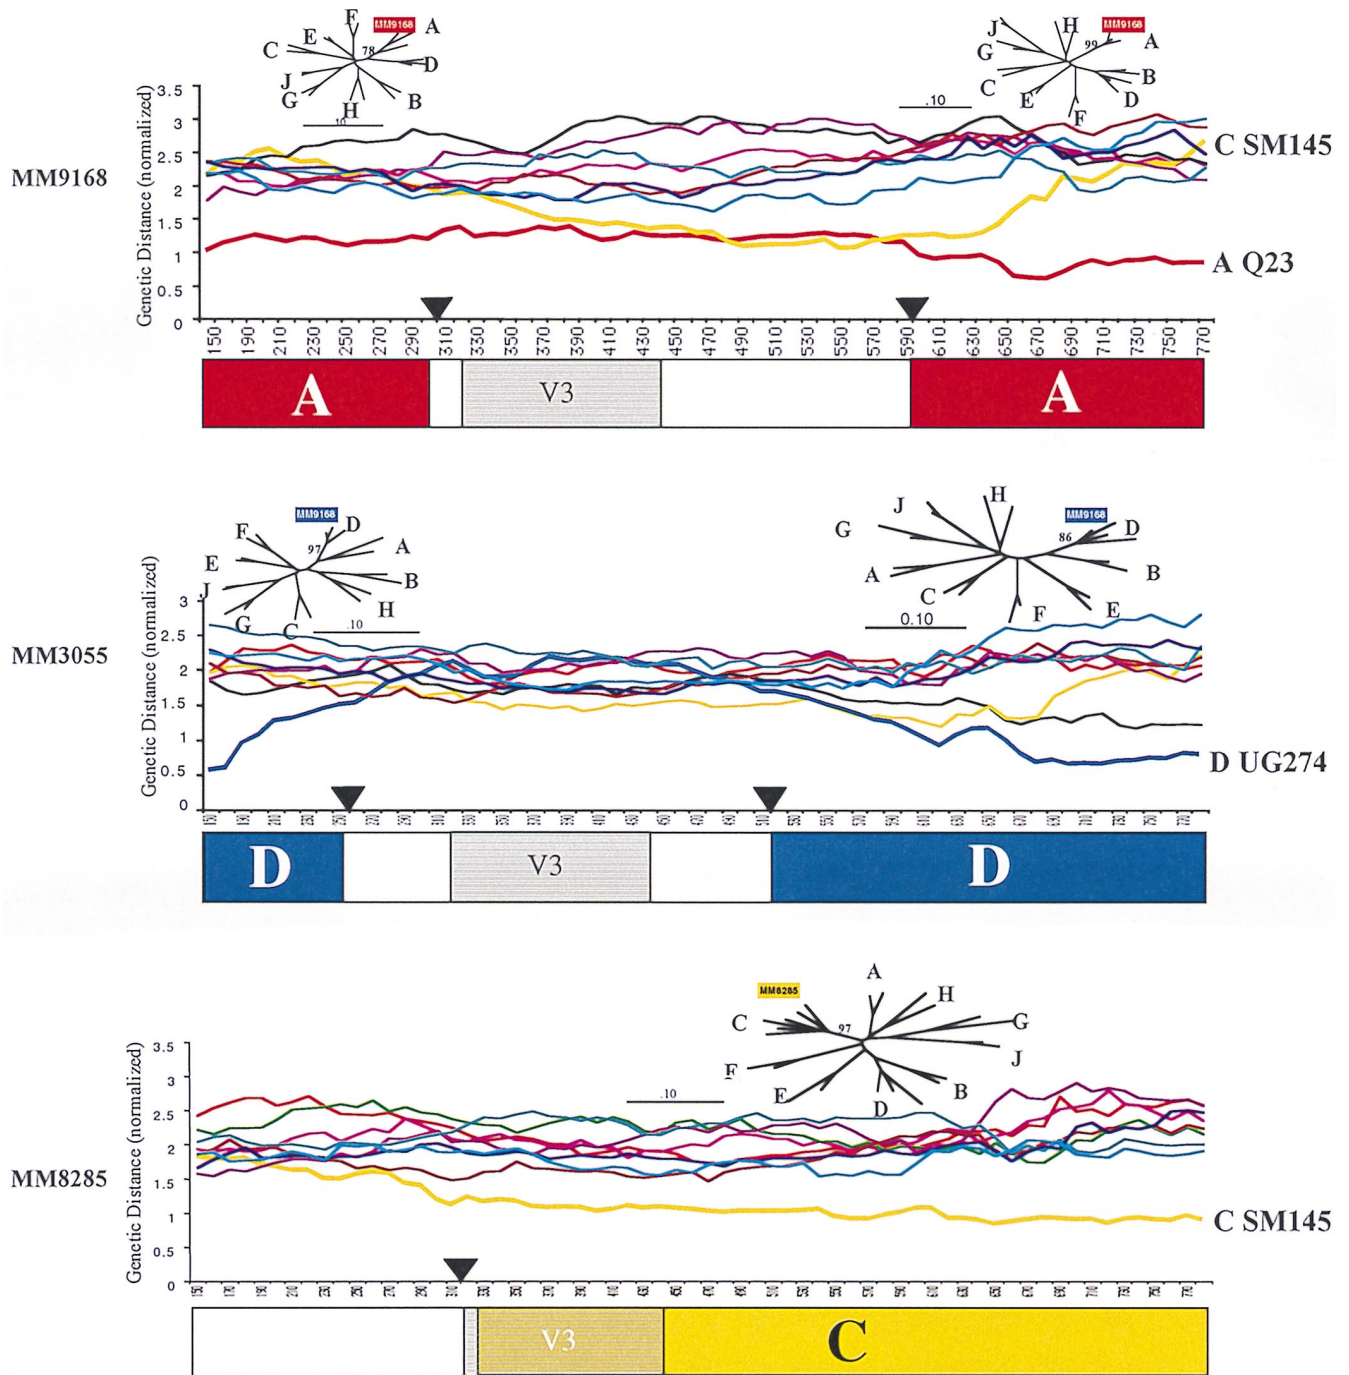 MM9168
Genetic Distance (normalized)
3.5
3
2.5
2
1.5
1
0.5
0
F
MM9168
A
E
C
78
D
J
G
H
B
.10
J
H
MM9168
G
99
A
C
B
E
D
F
.10
C SM145
A Q23
150 190 210 230 250 270 290 310 330 350 370 390 410 430 450 470 490 510 530 550 570 590 610 630 650 670 690 710 730 750 770
A
V3
A
MM3055
Genetic Distance (normalized)
3
2.5
2
1.5
1
0.5
0
MM9168
F
D
97
A
E
B
J
H
G
C
.10
H
J
MM9168
G
86
D
A
B
C
F
E
0.10
D UG274
D
V3
D
MM8285
Genetic Distance (normalized)
3.5
3
2.5
2
1.5
1
0.5
0
A
MM8285
H
C
97
G
J
F
E
B
D
.10
C SM145
V3
C